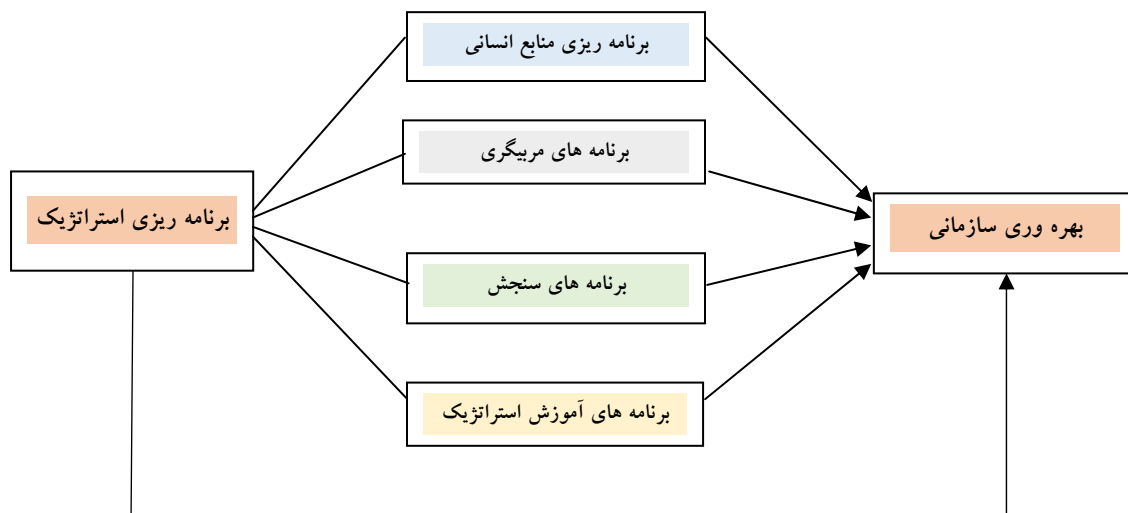 برنامه ریزی منابع انسانی
برنامه های مربیگری
برنامه ریزی استراتژیک
بهره وری سازمانی
برنامه های سنجش
برنامه های آموزش استراتژیک